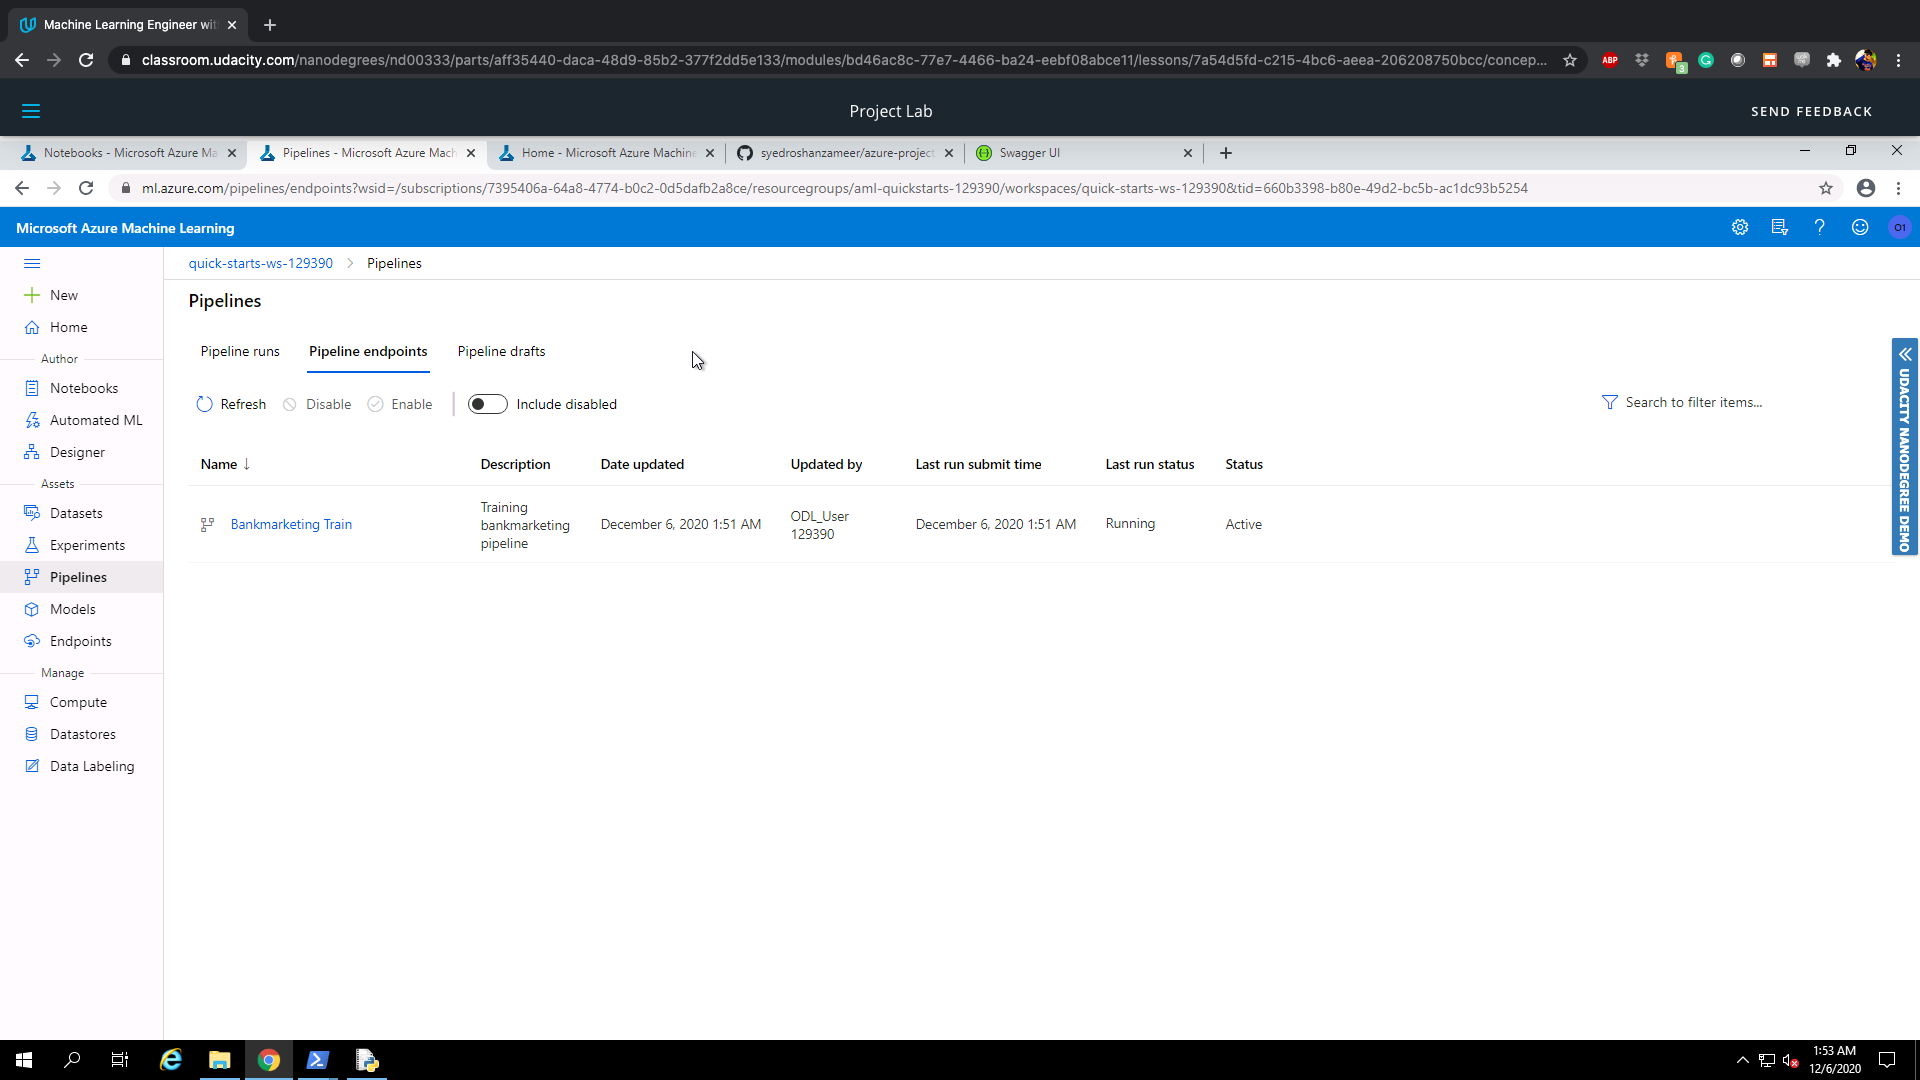 Machine Learning Engineer wit
classroom.udacity.com/nanodegrees/nd00333/parts/aff35440-daca-48d9-85b2-377f2dd5e133/modules/bd46ac8c-77e7-4466-ba24-eebf08abce11/lessons/7a54d5fd-c215-4bc6-aeea-206208750bcc/concep...
ABP
3
Project Lab
SEND FEEDBACK
Notebooks - Microsoft Azure Ma
Pipelines - Microsoft Azure Mach
Home - Microsoft Azure Machine
syedroshanzameer/azure-project
Swagger UI
ml.azure.com/pipelines/endpoints?wsid=/subscriptions/7395406a-64a8-4774-b0c2-0d5dafb2a8ce/resourcegroups/aml-quickstarts-129390/workspaces/quick-starts-ws-129390&tid=660b3398-b80e-49d2-bc5b-ac1dc93b5254
Microsoft Azure Machine Learning
O1
quick-starts-ws-129390 > Pipelines
New
Home
Author
Notebooks
Automated ML
Designer
Assets
Datasets
Experiments
Pipelines
Models
Endpoints
Manage
Compute
Datastores
Data Labeling
Pipelines
Pipeline runs
Pipeline endpoints
Pipeline drafts
Refresh
Disable
Enable
Include disabled
Search to filter items...
Name ↓
Description
Date updated
Updated by
Last run submit time
Last run status
Status
Bankmarketing Train
Training
bankmarketing
pipeline
December 6, 2020 1:51 AM
ODL_User
129390
December 6, 2020 1:51 AM
Running
Active
UDACITY NANODEGREE DEMO
1:53 AM
12/6/2020